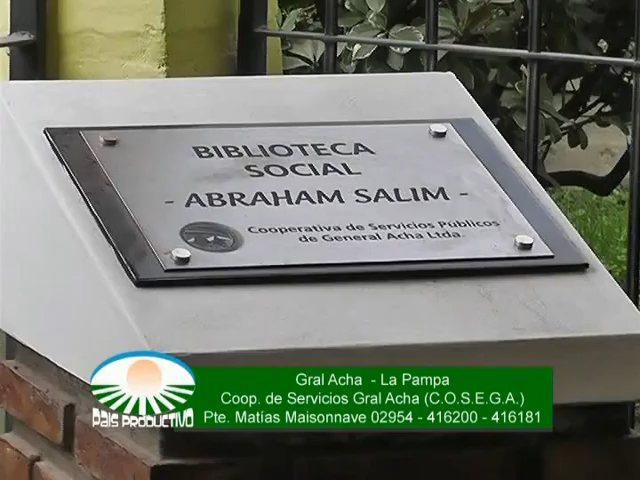 BIBLIOTECA
SOCIAL
- ABRAHAM SALIM -
Cooperativa de Servicios Públicos
de General Acha Ltda.
PAIS PRODUCTIVO
Gral Acha - La Pampa
Coop. de Servicios Gral Acha (C.O.S.E.G.A.)
Pte. Matías Maisonnave 02954 - 416200 - 416181